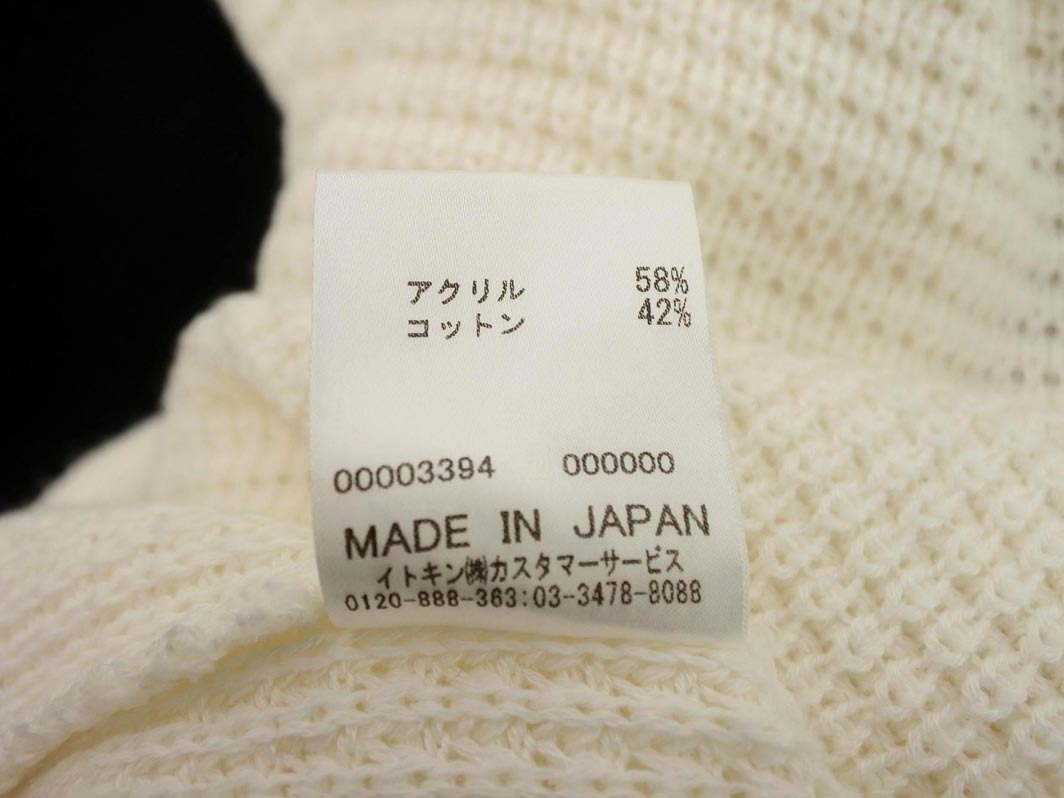 アクリル 58%
コットン 42%
00003394 000000
MADE IN JAPAN
イトキン㈱カスタマーサービス
0120-888-363:03-3478-8088